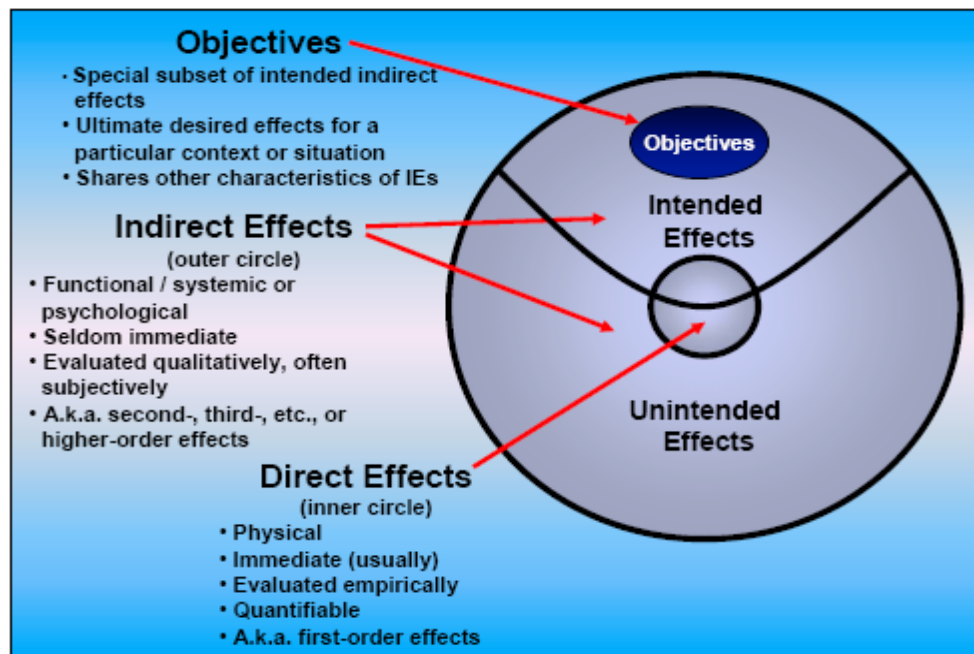 Objectives
• Special subset of intended indirect
effects
• Ultimate desired effects for a
particular context or situation
• Shares other characteristics of IEs
Indirect Effects
(outer circle)
• Functional / systemic or
psychological
• Seldom immediate
• Evaluated qualitatively, often
subjectively
• A.k.a. second-, third-, etc., or
higher-order effects
Direct Effects
(inner circle)
• Physical
• Immediate (usually)
• Evaluated empirically
• Quantifiable
• A.k.a. first-order effects
Objectives
Intended
Effects
Unintended
Effects